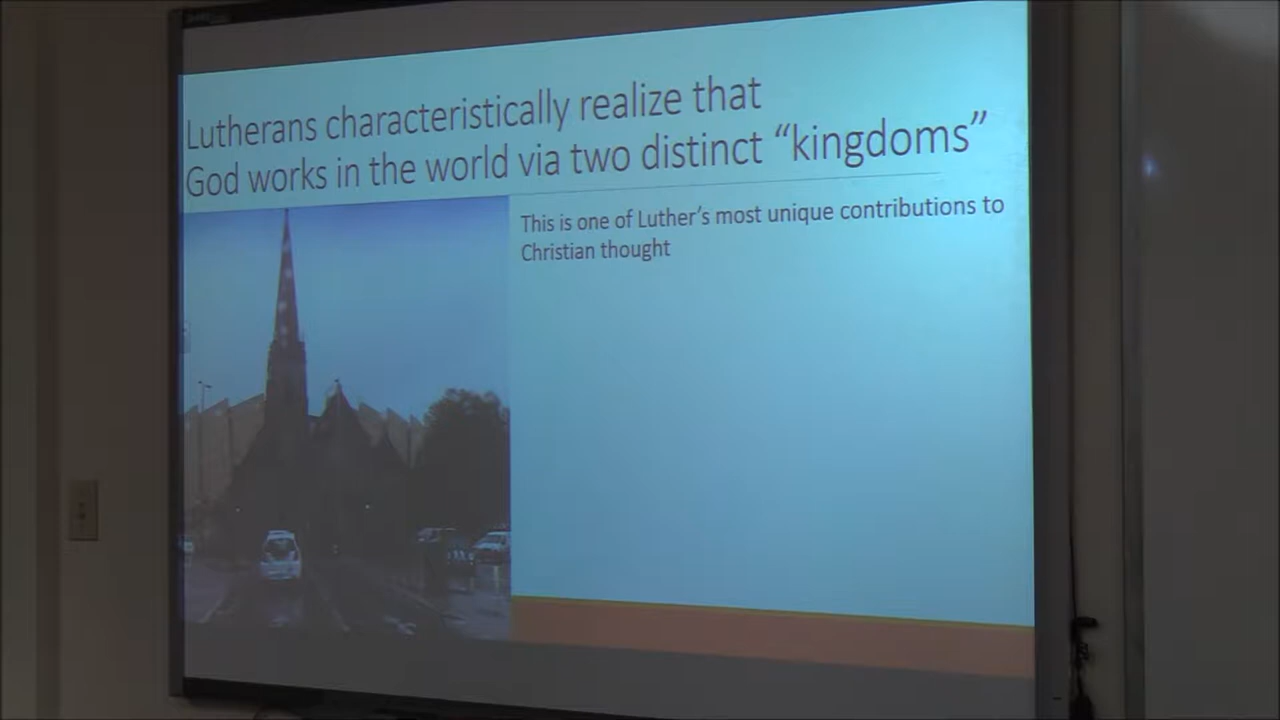 Lutherans characteristically realize that
God works in the world via two distinct “kingdoms”
This is one of Luther’s most unique contributions to
Christian thought